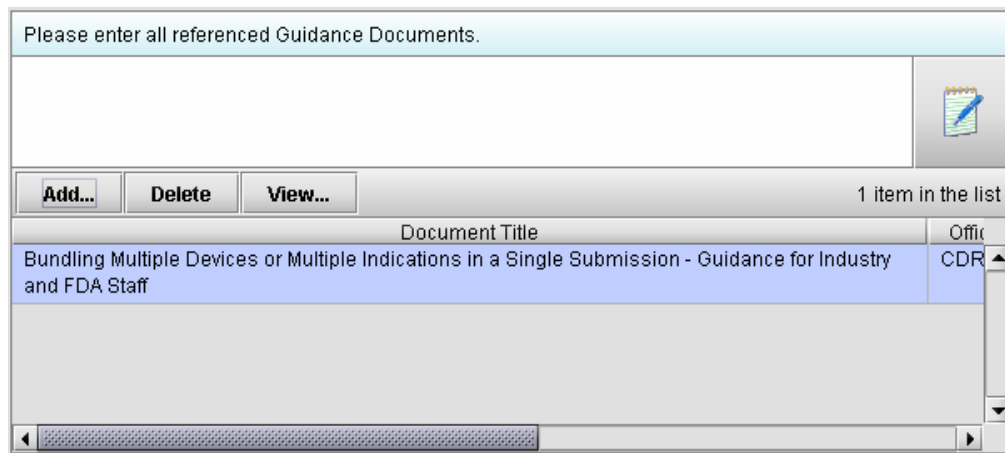 Please enter all referenced Guidance Documents.
Add... Delete View... 1 item in the list
Document Title Offic
Bundling Multiple Devices or Multiple Indications in a Single Submission - Guidance for Industry CDR
and FDA Staff